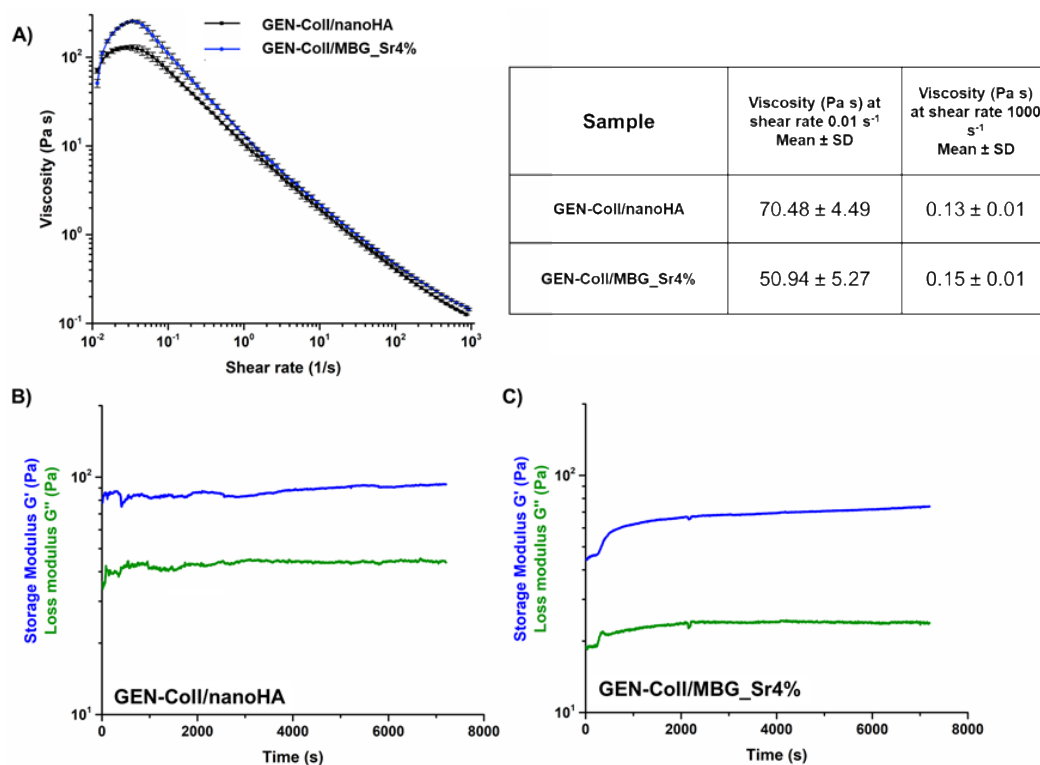 A)
GEN-Coll/nanoHA
GEN-Coll/MBG_Sr4%
Viscosity (Pa s)
10²
10¹
10⁰
10⁻¹
10⁻² 10⁻¹ 10⁰ 10¹ 10² 10³
Shear rate (1/s)
Sample
Viscosity (Pa s) at
shear rate 0.01 s⁻¹
Mean ± SD
Viscosity (Pa s)
at shear rate 1000
s⁻¹
Mean ± SD
GEN-Coll/nanoHA
70.48 ± 4.49
0.13 ± 0.01
GEN-Coll/MBG_Sr4%
50.94 ± 5.27
0.15 ± 0.01
B)
Storage Modulus G' (Pa)
Loss modulus G'' (Pa)
10²
10¹
GEN-Coll/nanoHA
0 2000 4000 6000 8000
Time (s)
C)
Storage Modulus G' (Pa)
Loss modulus G'' (Pa)
10²
10¹
GEN-Coll/MBG_Sr4%
0 2000 4000 6000 8000
Time (s)